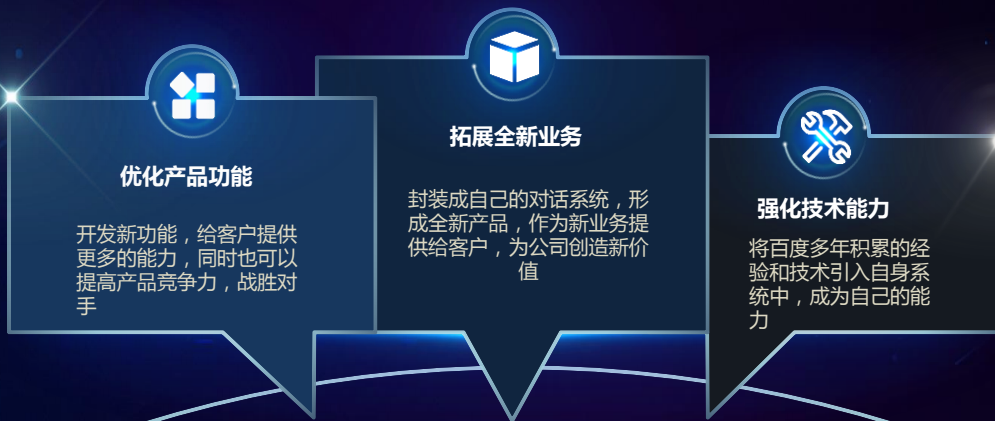 优化产品功能
开发新功能，给客户提供
更多的能力，同时也可以
提高产品竞争力，战胜对
手
拓展全新业务
封装成自己的对话系统，形
成全新产品，作为新业务提
供给客户，为公司创造新价
值
强化技术能力
将百度多年积累的经
验和技术引入自身系
统中，成为自己的能
力